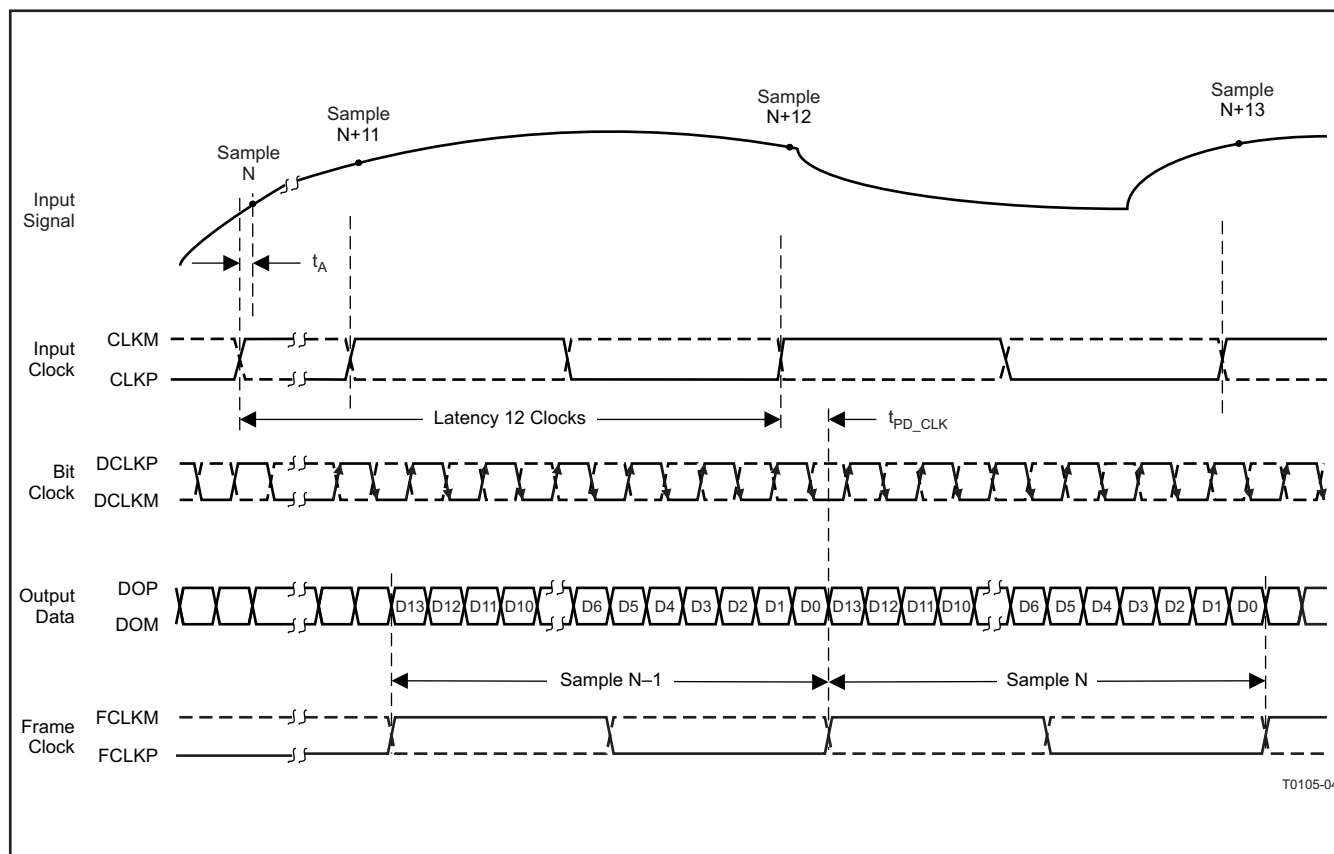 Sample
N
Sample
N+11
Sample
N+12
Sample
N+13
Input
Signal
tA
Input
Clock
CLKM
CLKP
Latency 12 Clocks
tPD_CLK
Bit
Clock
DCLKP
DCLKM
Output
Data
DOP
DOM
D13 D12 D11 D10 D6 D5 D4 D3 D2 D1 D0 D13 D12 D11 D10 D6 D5 D4 D3 D2 D1 D0
Sample N–1
Sample N
Frame
Clock
FCLKM
FCLKP
T0105-04